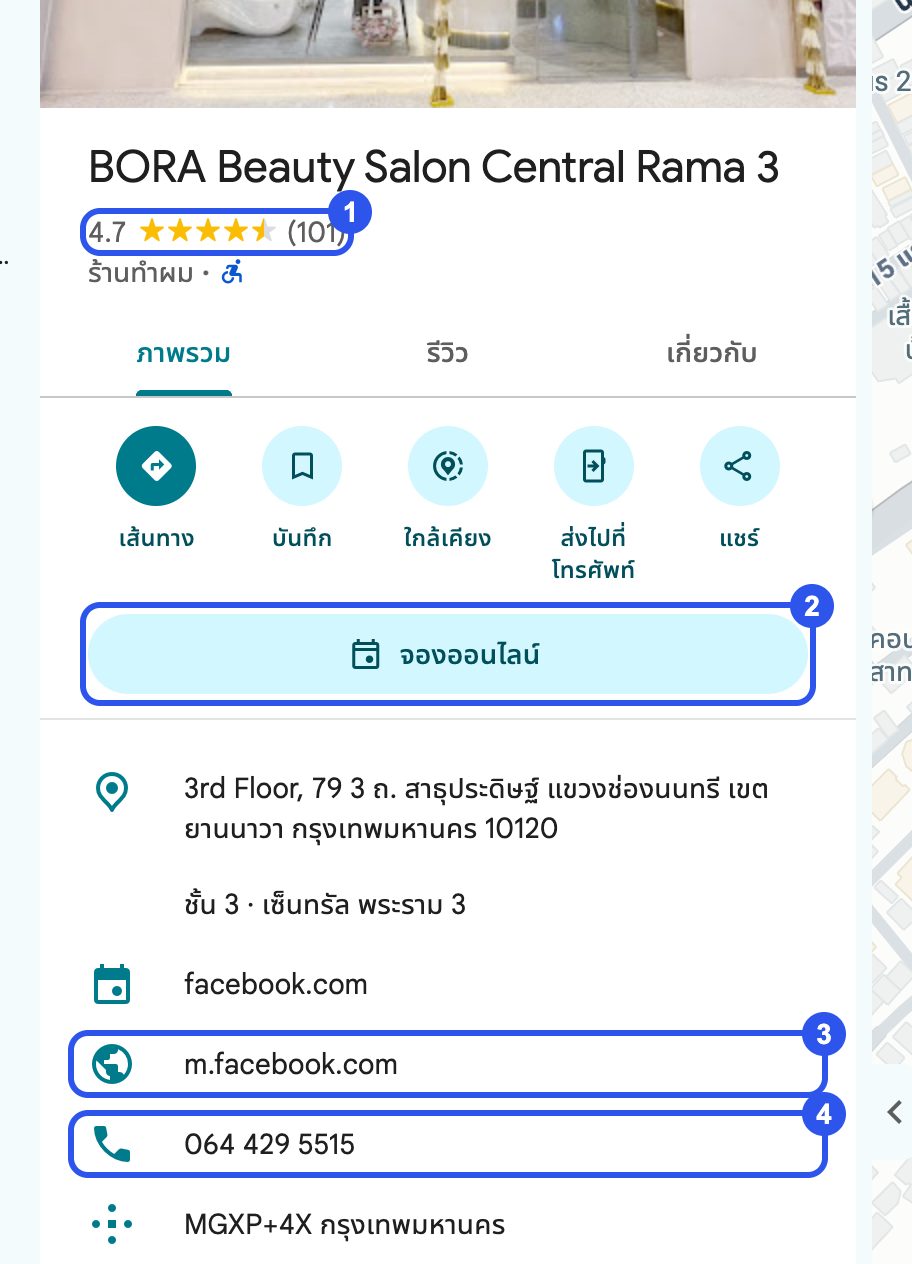 BORA Beauty Salon Central Rama 3
1
4.7 (101)
ร้านทำผม ·
ภาพรวม รีวิว เกี่ยวกับ
เส้นทาง บันทึก ใกล้เคียง ส่งไปที่ แชร์
โทรศัพท์
2
จองออนไลน์
3rd Floor, 79 3 ถ. สาธุประดิษฐ์ แขวงช่องนนทรี เขต
ยานนาวา กรุงเทพมหานคร 10120
ชั้น 3 · เซ็นทรัล พระราม 3
facebook.com
3
m.facebook.com
4
064 429 5515
MGXP+4X กรุงเทพมหานคร